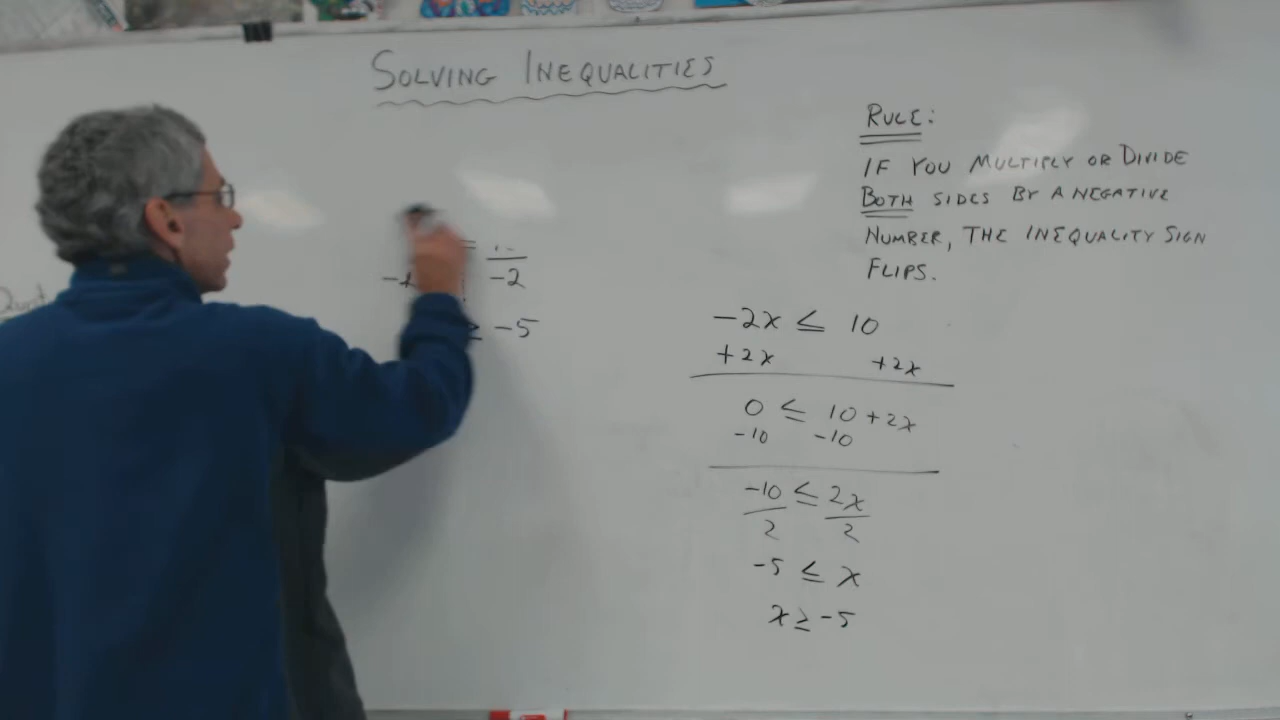 SOLVING INEQUALITIES
-2
≥ -5
RULE:
IF YOU MULTIPLY OR DIVIDE
BOTH SIDES BY A NEGATIVE
NUMBER, THE INEQUALITY SIGN
FLIPS.
-2x ≤ 10
+2x +2x
0 ≤ 10 +2x
-10 -10
-10 ≤ 2x
2 2
-5 ≤ x
x ≥ -5